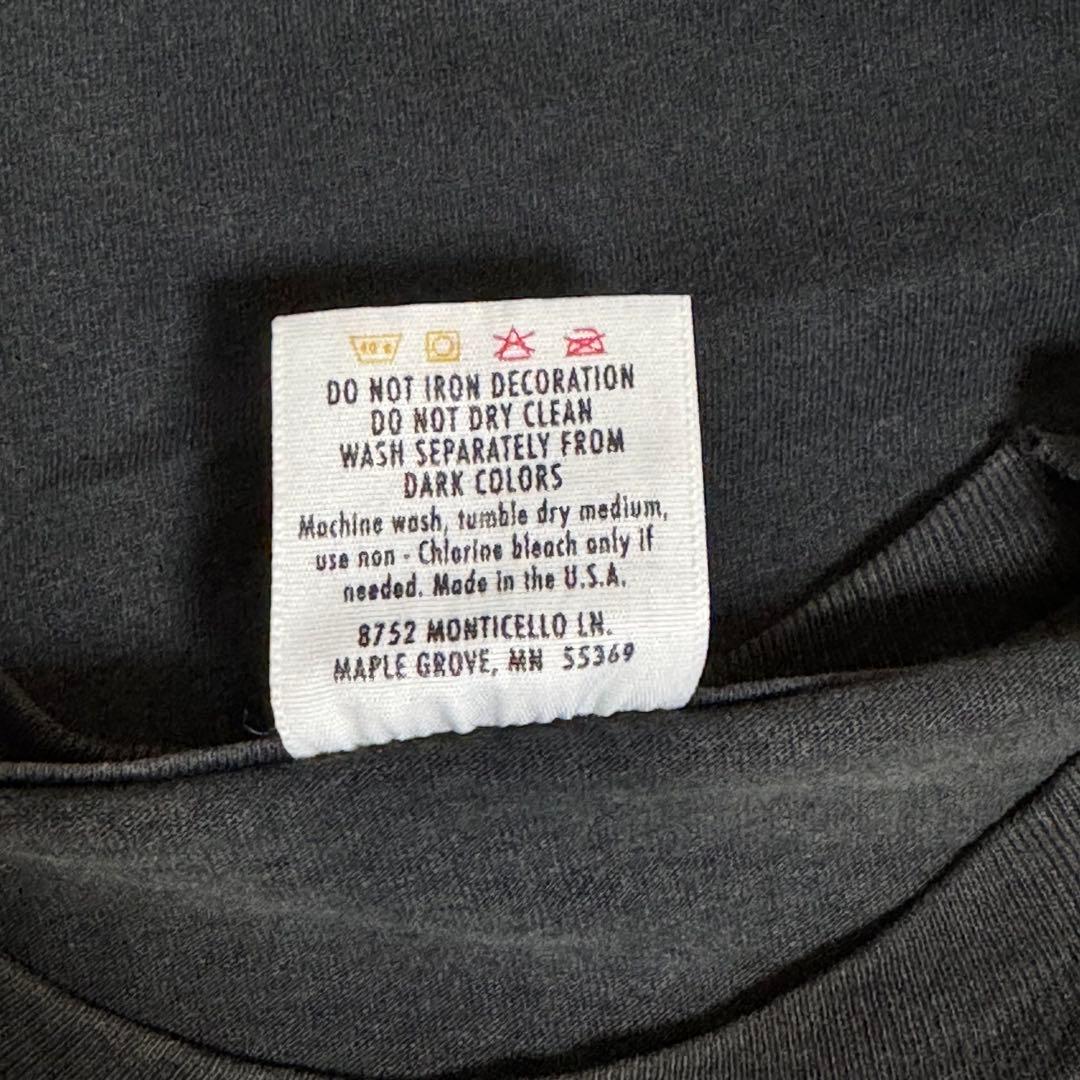 40 c
DO NOT IRON DECORATION
DO NOT DRY CLEAN
WASH SEPARATELY FROM
DARK COLORS
Machine wash, tumble dry medium,
use non - Chlorine bleach only if
needed. Made in the U.S.A.
8752 MONTICELLO LN.
MAPLE GROVE, MN 55369